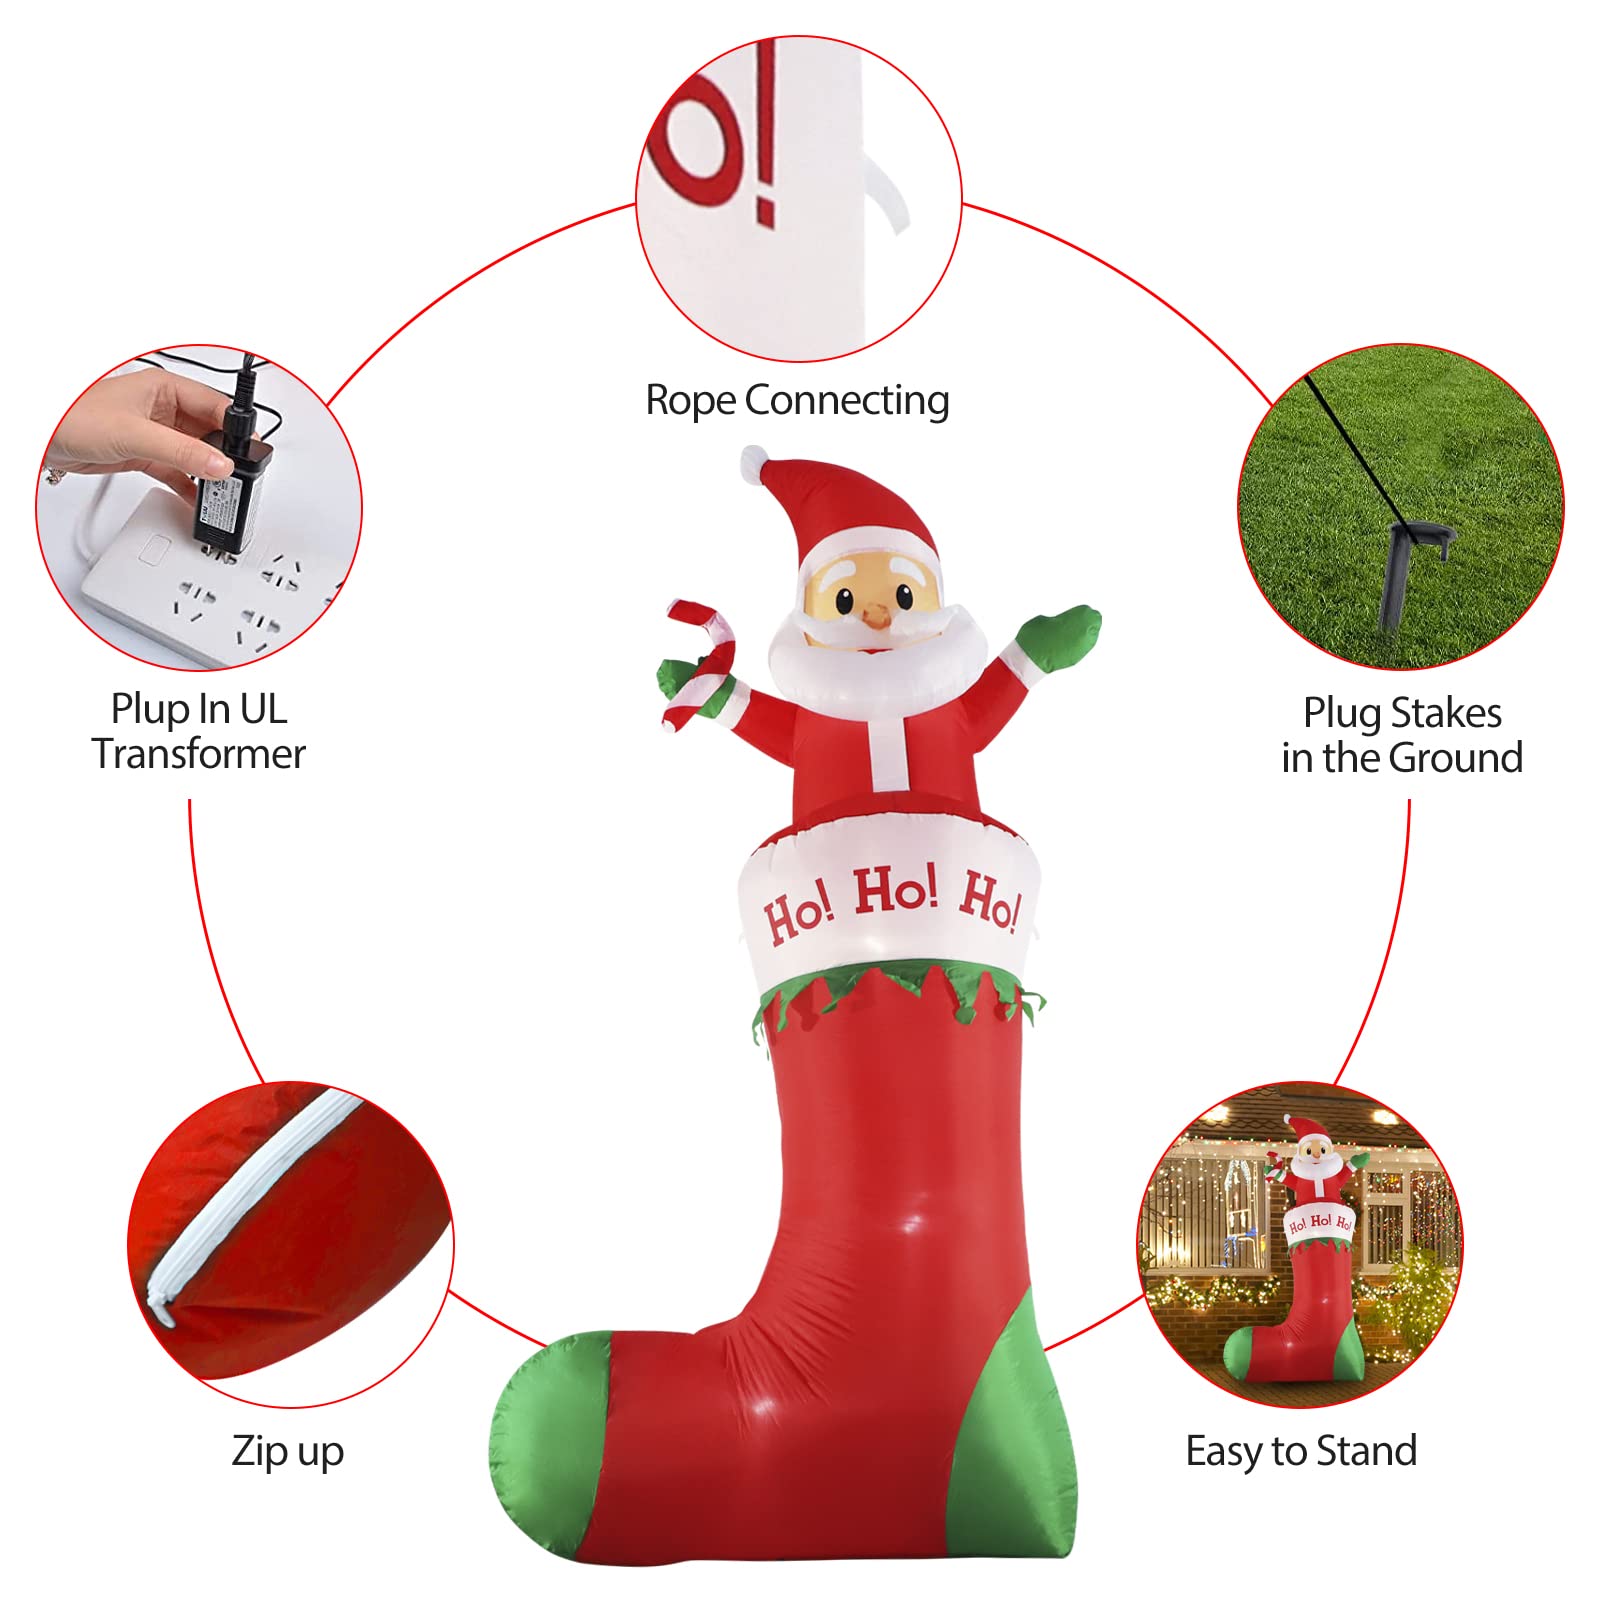 o!
Rope Connecting
Plup In UL
Transformer
Plug Stakes
in the Ground
Ho! Ho! Ho!
Ho! Ho! Ho!
Zip up
Easy to Stand